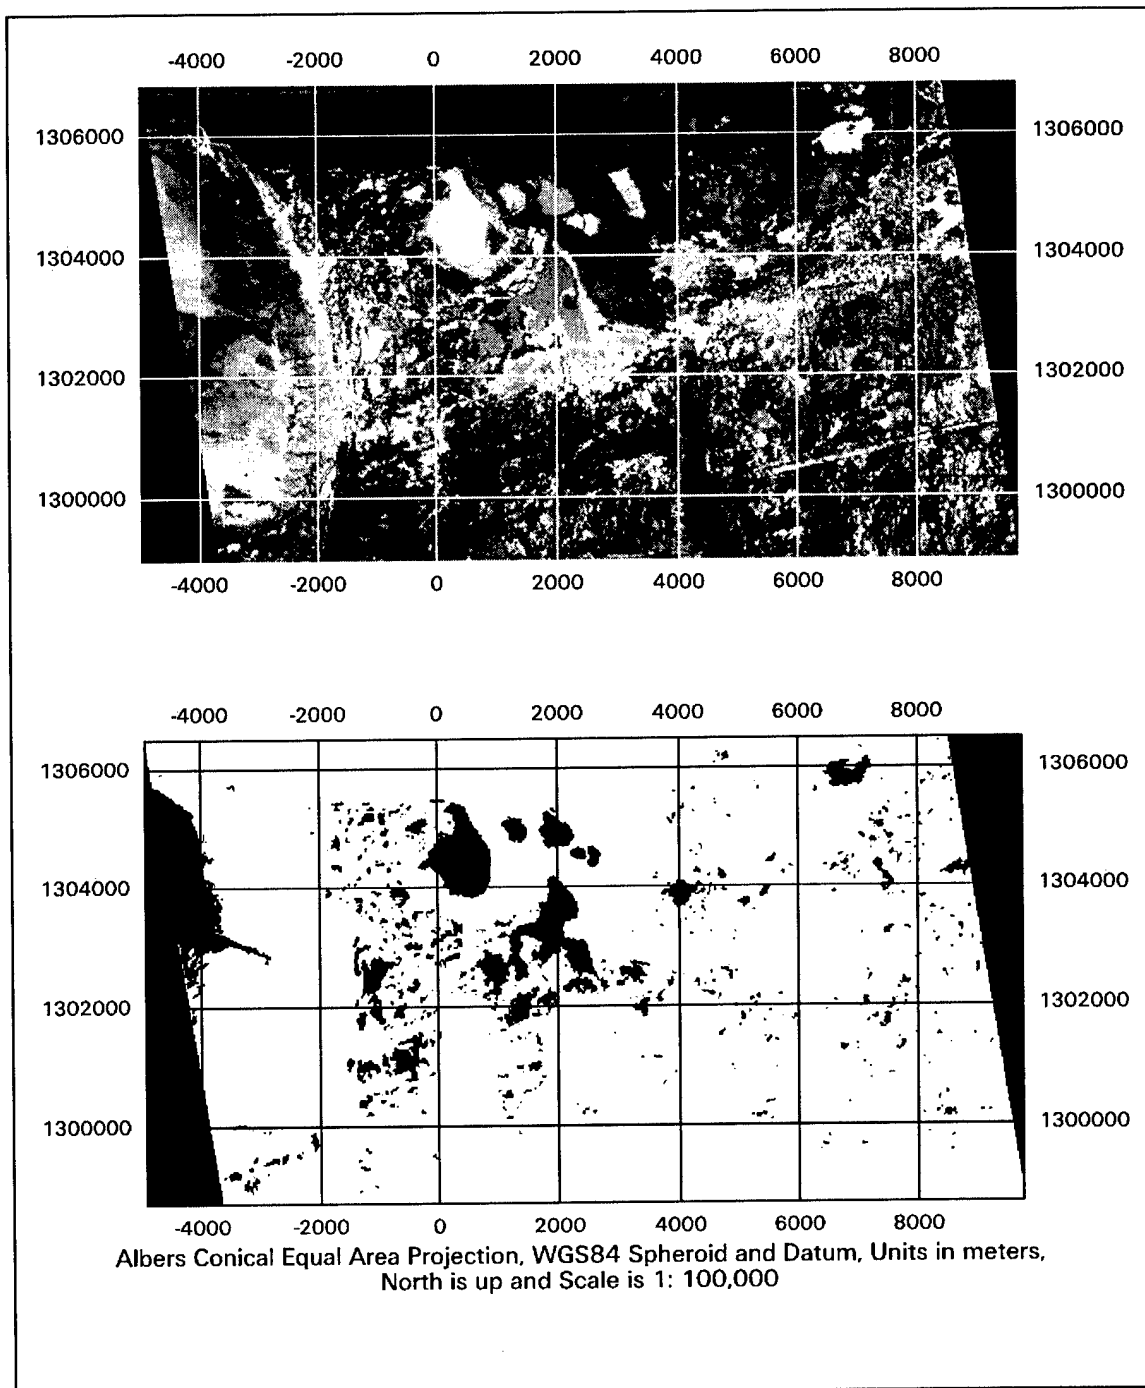 -4000 -2000 0 2000 4000 6000 8000
1306000 1306000
1304000 1304000
1302000 1302000
1300000 1300000
-4000 -2000 0 2000 4000 6000 8000
-4000 -2000 0 2000 4000 6000 8000
1306000 1306000
1304000 1304000
1302000 1302000
1300000 1300000
-4000 -2000 0 2000 4000 6000 8000
Albers Conical Equal Area Projection, WGS84 Spheroid and Datum, Units in meters,
North is up and Scale is 1: 100,000